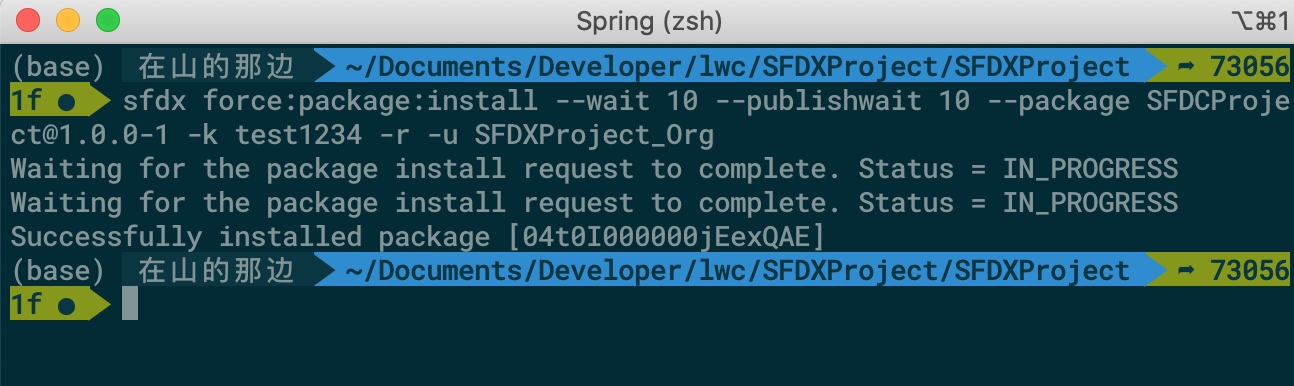 Spring (zsh)
⌥⌘1
(base) 在山的那边 ~/Documents/Developer/lwc/SFDXProject/SFDXProject ➦ 73056
1f ● sfdx force:package:install --wait 10 --publishwait 10 --package SFDCProje
ct@1.0.0-1 -k test1234 -r -u SFDXProject_Org
Waiting for the package install request to complete. Status = IN_PROGRESS
Waiting for the package install request to complete. Status = IN_PROGRESS
Successfully installed package [04t0I000000jEexQAE]
(base) 在山的那边 ~/Documents/Developer/lwc/SFDXProject/SFDXProject ➦ 73056
1f ●